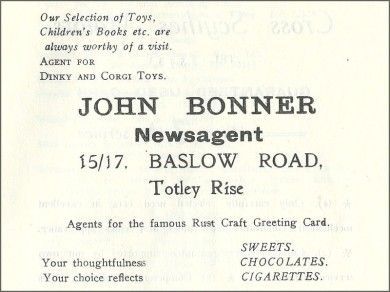 Our Selection of Toys,
Children's Books etc. are
always worthy of a visit.
AGENT FOR
DINKY AND CORGI TOYS.
JOHN BONNER
Newsagent
15/17. BASLOW ROAD,
Totley Rise
Agents for the famous Rust Craft Greeting Card.
SWEETS.
Your thoughtfulness CHOCOLATES.
Your choice reflects CIGARETTES.